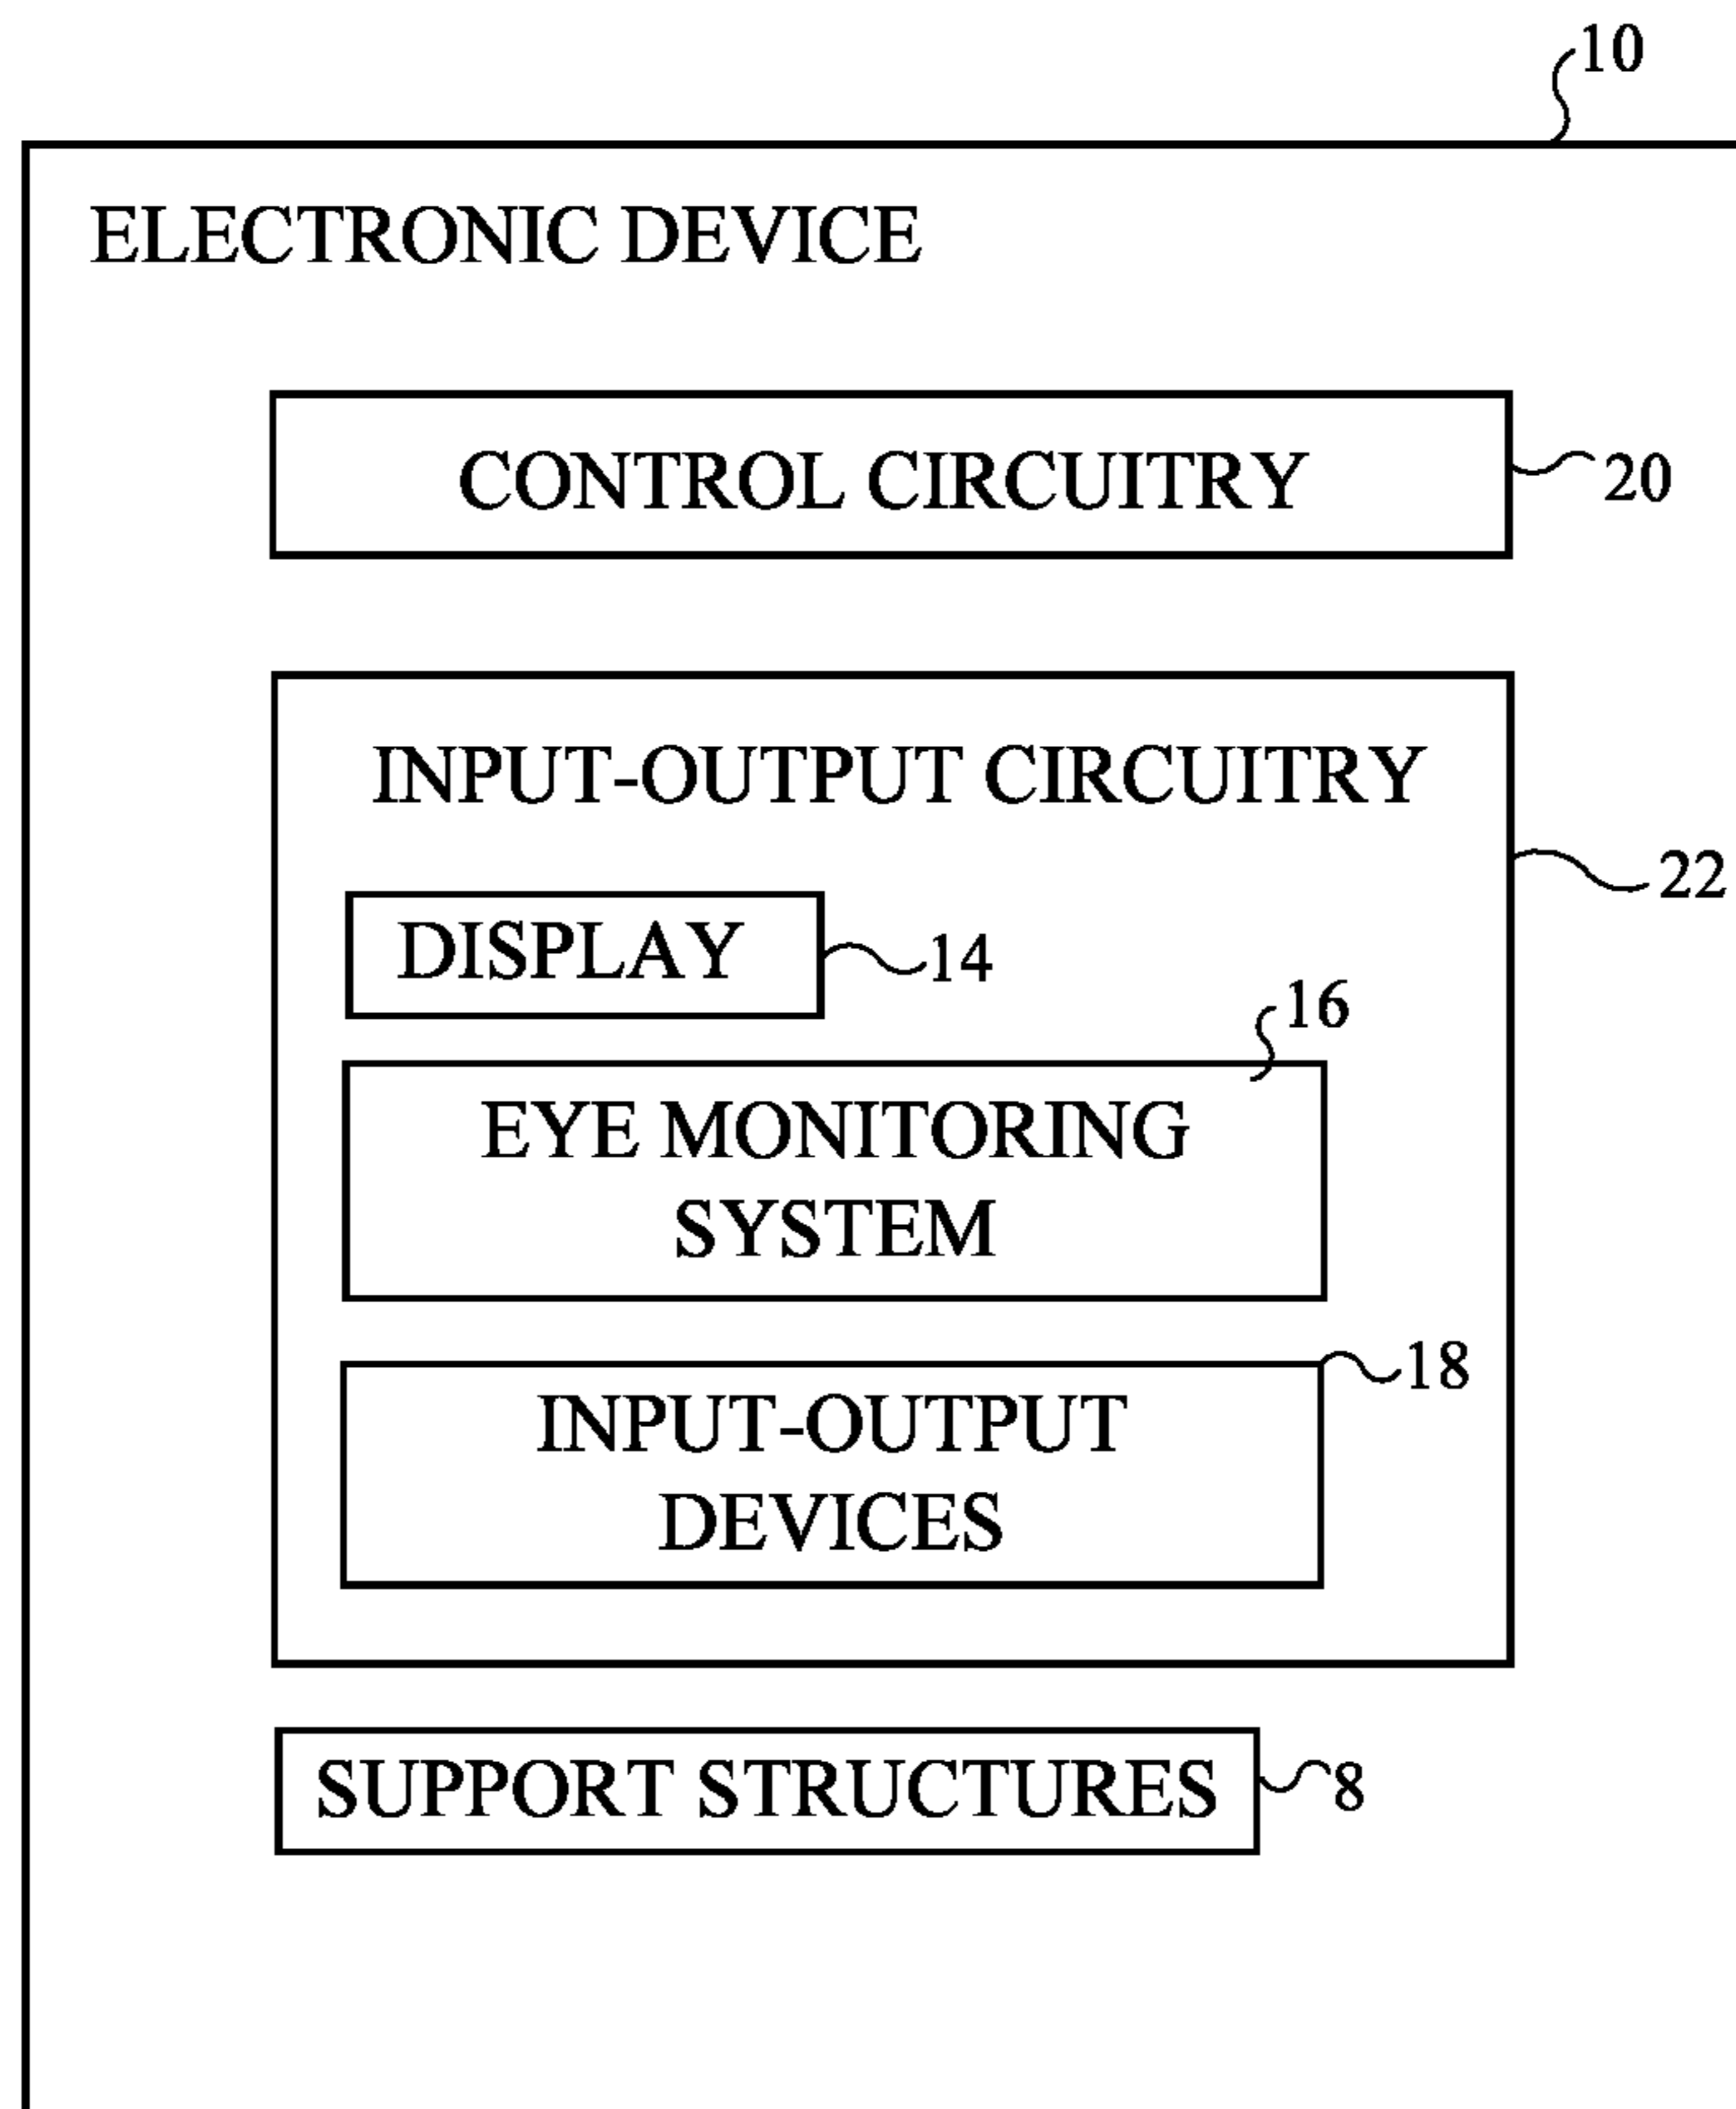 10
ELECTRONIC DEVICE
CONTROL CIRCUITRY
20
INPUT-OUTPUT CIRCUITRY
22
DISPLAY
14
16
EYE MONITORING
SYSTEM
18
INPUT-OUTPUT
DEVICES
SUPPORT STRUCTURES
8